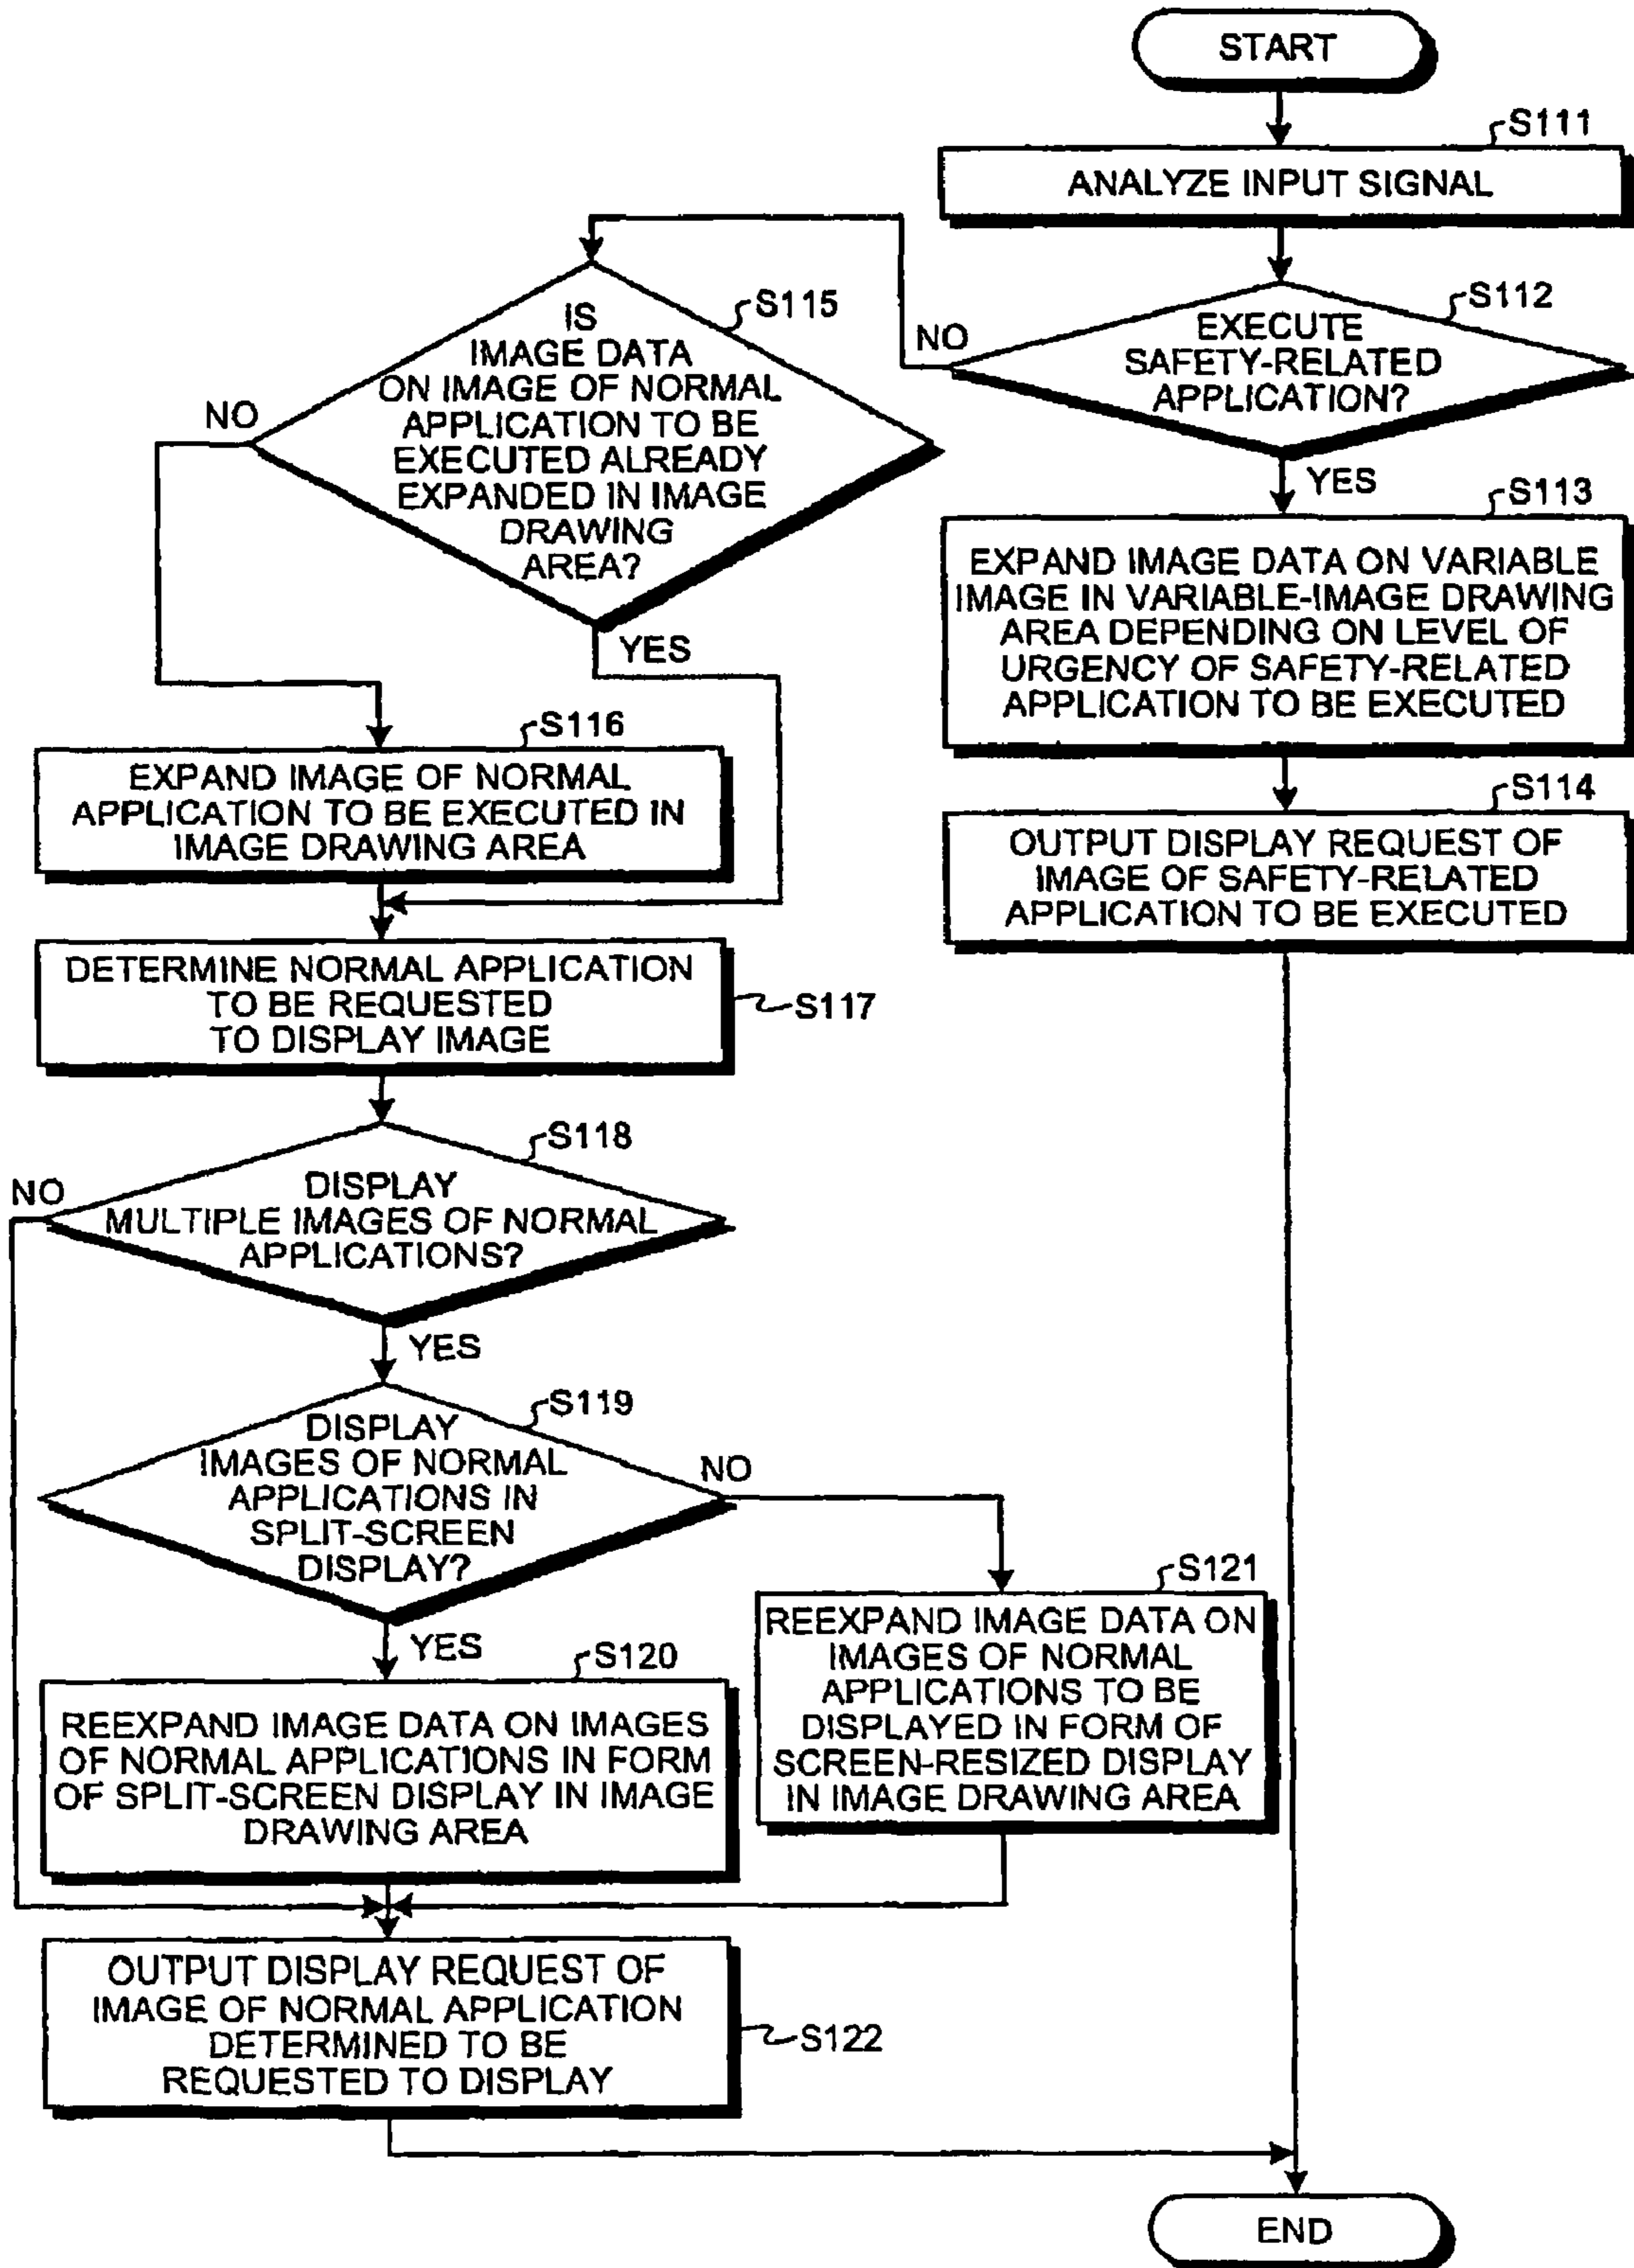 START
S111
ANALYZE INPUT SIGNAL
S112
EXECUTE
SAFETY-RELATED
APPLICATION?
NO
YES
S113
EXPAND IMAGE DATA ON VARIABLE
IMAGE IN VARIABLE-IMAGE DRAWING
AREA DEPENDING ON LEVEL OF
URGENCY OF SAFETY-RELATED
APPLICATION TO BE EXECUTED
S114
OUTPUT DISPLAY REQUEST OF
IMAGE OF SAFETY-RELATED
APPLICATION TO BE EXECUTED
S115
IS
IMAGE DATA
ON IMAGE OF NORMAL
APPLICATION TO BE
EXECUTED ALREADY
EXPANDED IN IMAGE
DRAWING
AREA?
NO
YES
S116
EXPAND IMAGE OF NORMAL
APPLICATION TO BE EXECUTED IN
IMAGE DRAWING AREA
DETERMINE NORMAL APPLICATION
TO BE REQUESTED
TO DISPLAY IMAGE
S117
S118
DISPLAY
MULTIPLE IMAGES OF NORMAL
APPLICATIONS?
NO
YES
S119
DISPLAY
IMAGES OF NORMAL
APPLICATIONS IN
SPLIT-SCREEN
DISPLAY?
NO
YES
S120
REEXPAND IMAGE DATA ON IMAGES
OF NORMAL APPLICATIONS IN FORM
OF SPLIT-SCREEN DISPLAY IN IMAGE
DRAWING AREA
S121
REEXPAND IMAGE DATA ON
IMAGES OF NORMAL
APPLICATIONS TO BE
DISPLAYED IN FORM OF
SCREEN-RESIZED DISPLAY
IN IMAGE DRAWING AREA
OUTPUT DISPLAY REQUEST OF
IMAGE OF NORMAL APPLICATION
DETERMINED TO BE
REQUESTED TO DISPLAY
S122
END